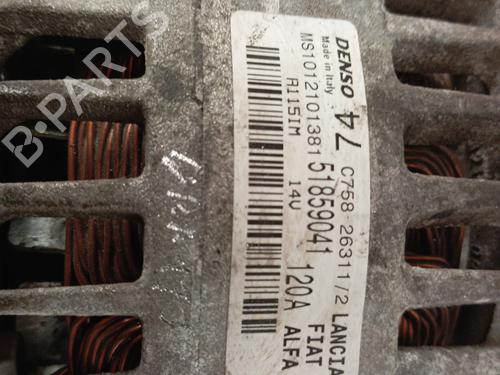 DENSO
Made in Italy
MS1012101381
A115IM
C758 26311/2
51859041
14V
120A
LANCIA
FIAT
ALFA
B-PARTS